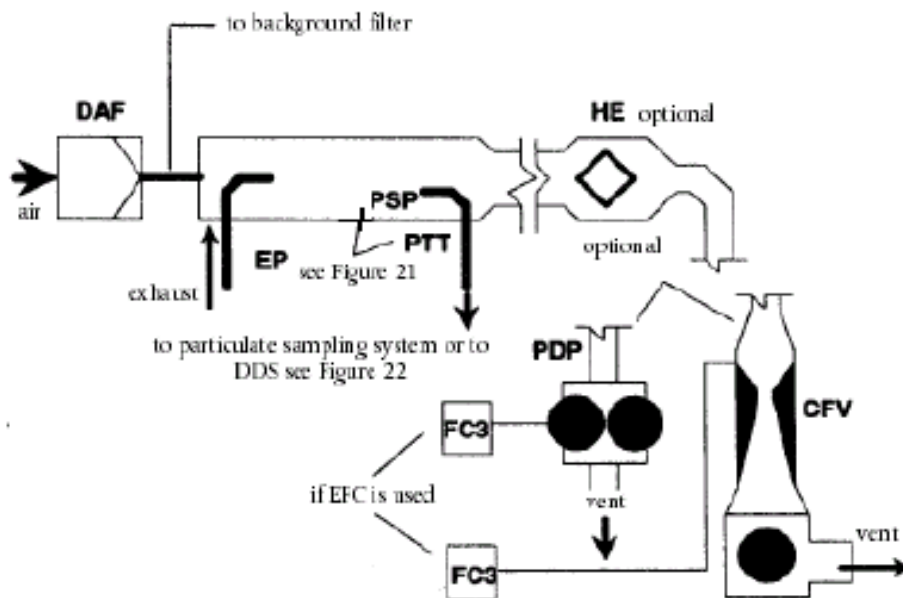 to background filter
DAF
HE optional
air
PSP
EP
PTT
optional
see Figure 21
exhaust
to particulate sampling system or to
DDS see Figure 22
PDP
CFV
FC3
if EFC is used
vent
vent
FC3